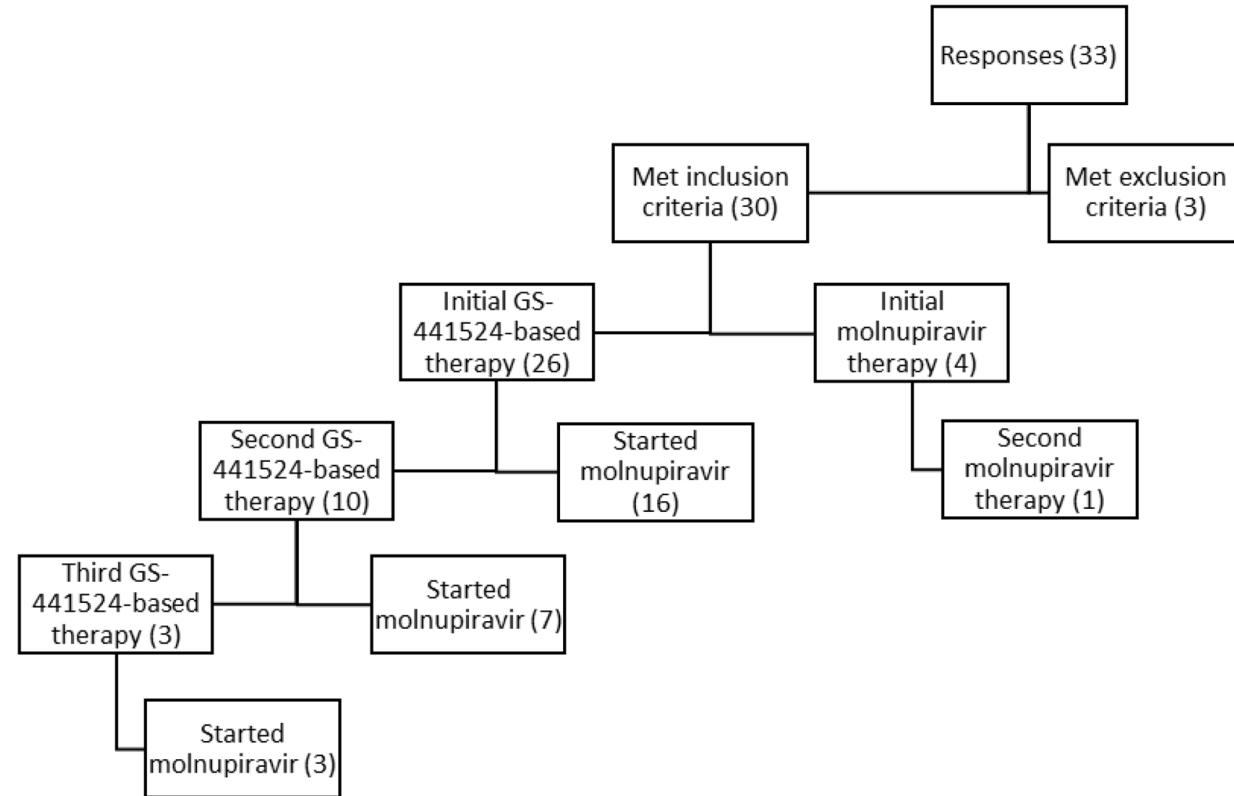 Responses (33)
Met inclusion
criteria (30)
Met exclusion
criteria (3)
Initial GS-
441524-based
therapy (26)
Initial
molnupiravir
therapy (4)
Second GS-
441524-based
therapy (10)
Started
molnupiravir
(16)
Second
molnupiravir
therapy (1)
Third GS-
441524-based
therapy (3)
Started
molnupiravir (7)
Started
molnupiravir (3)